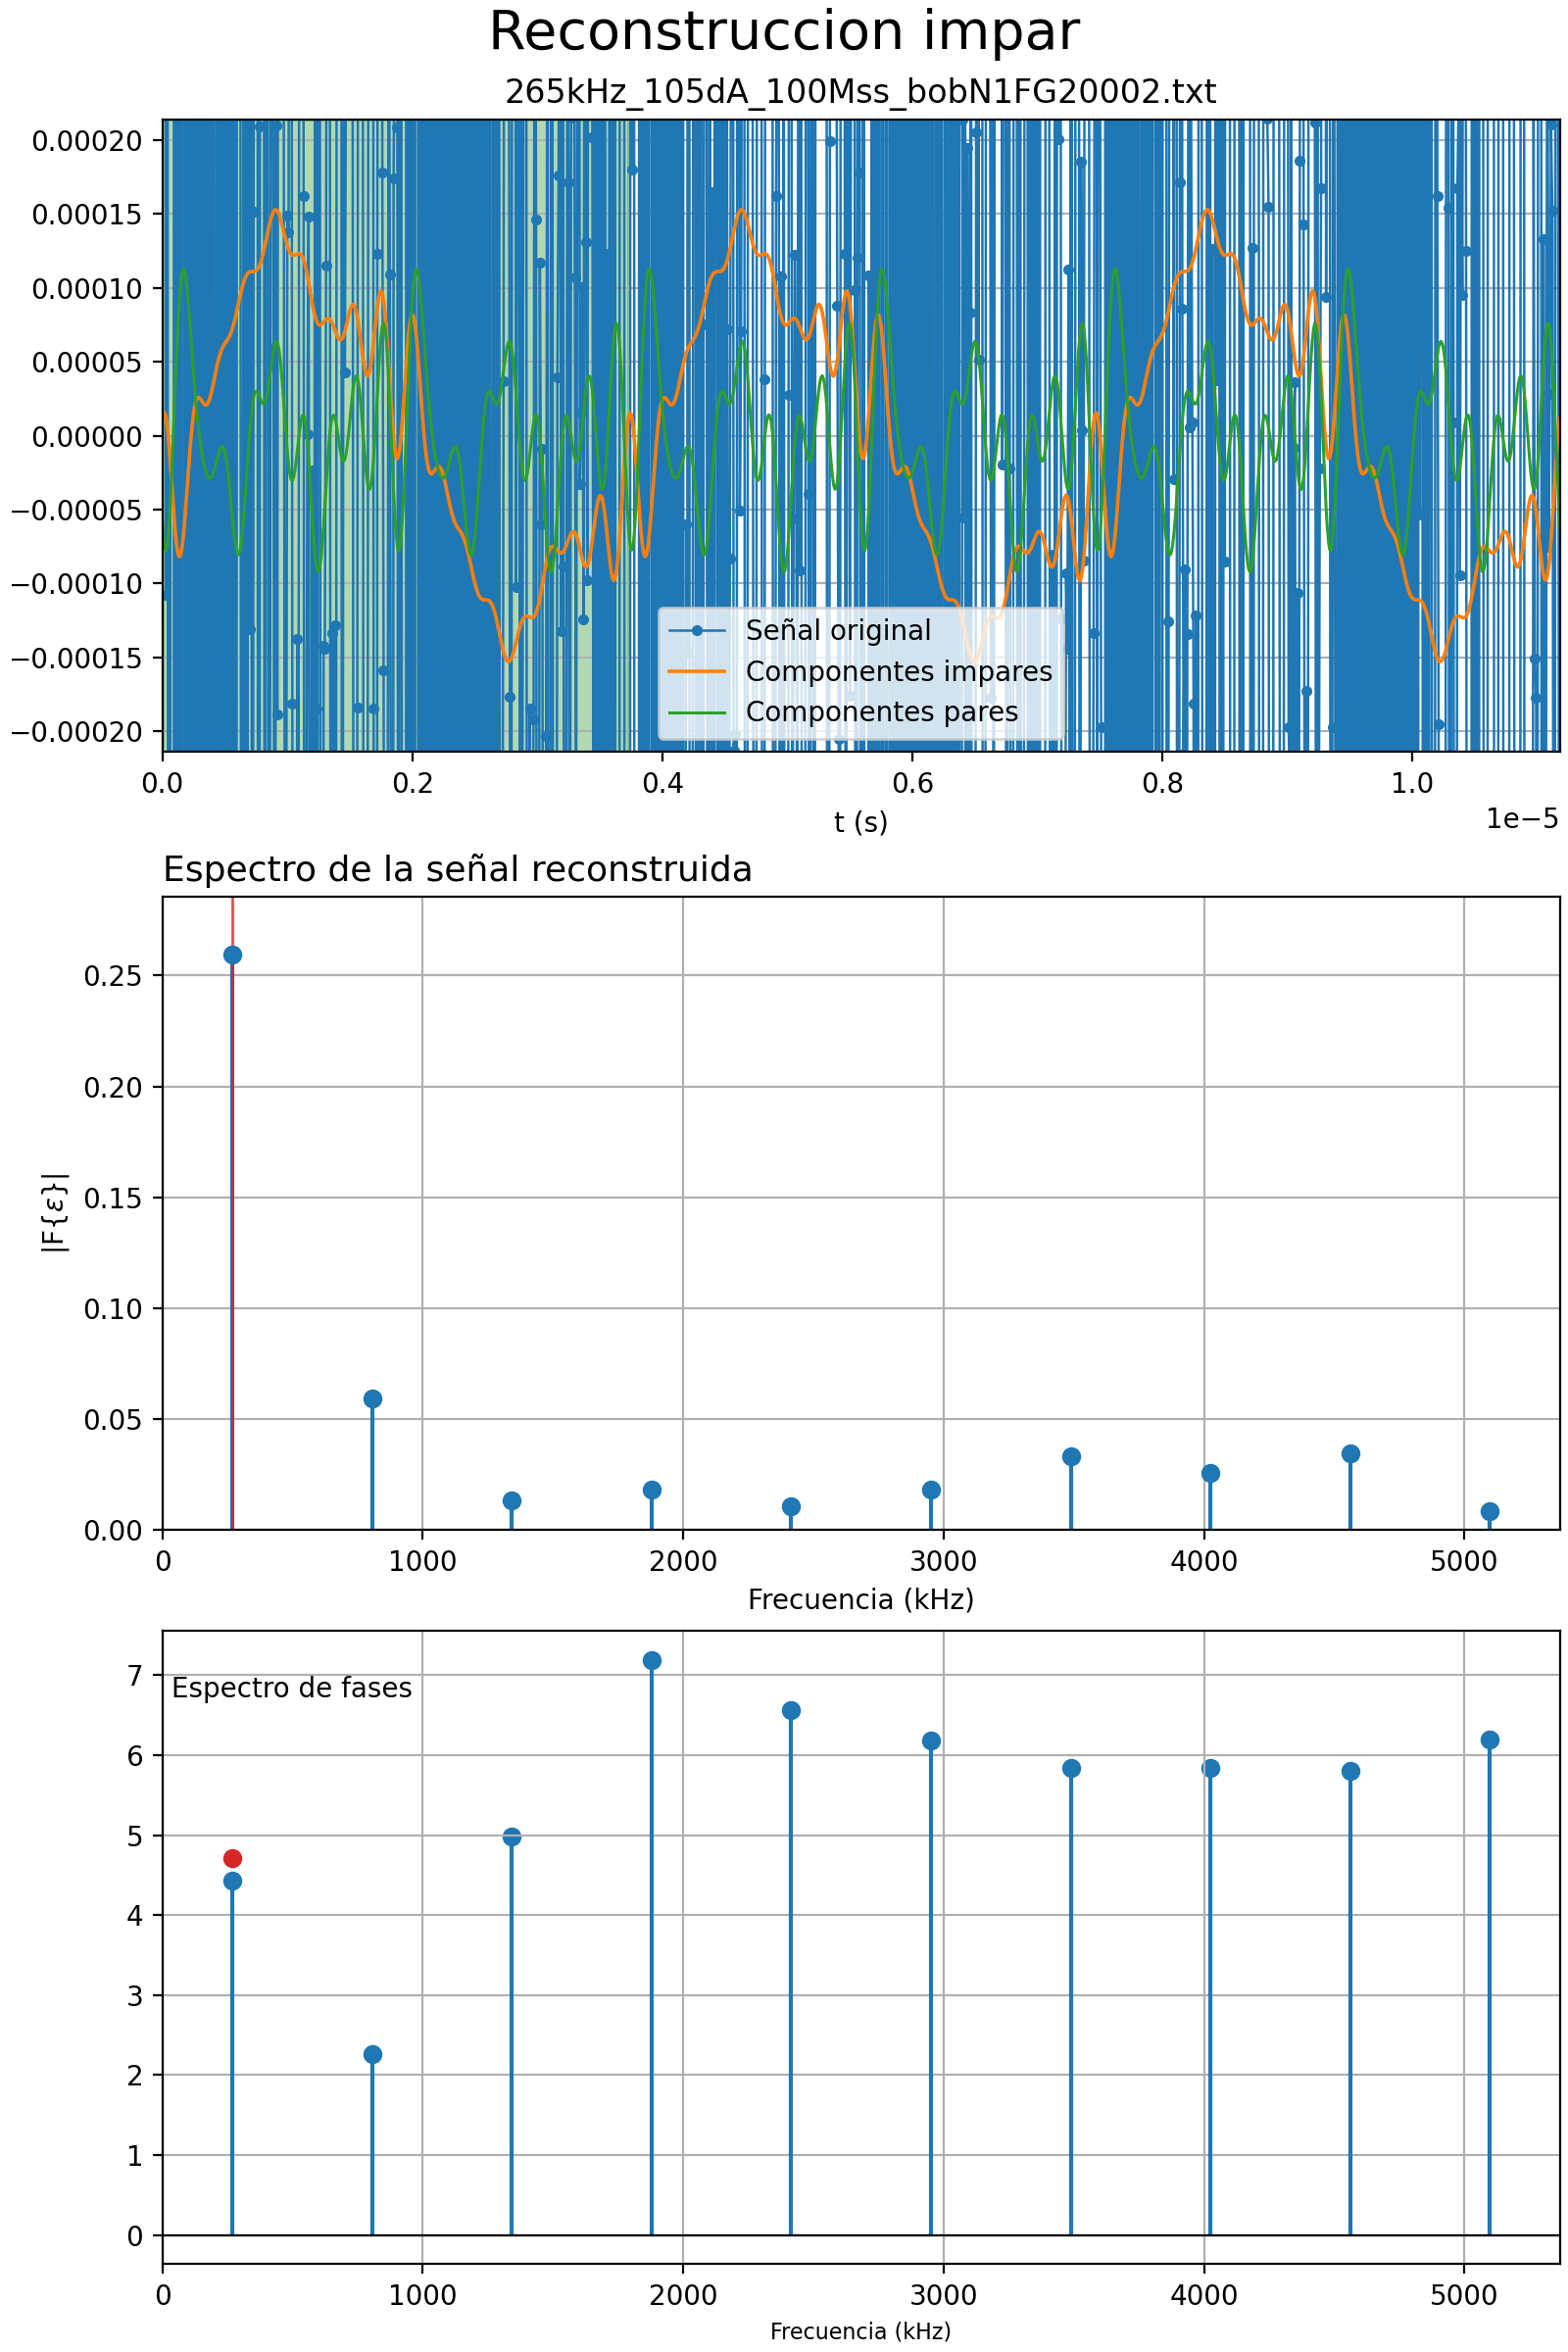 Reconstruccion impar
265kHz_105dA_100Mss_bobN1FG20002.txt
0.00020
0.00015
0.00010
0.00005
0.00000
−0.00005
−0.00010
−0.00015
−0.00020
Señal original
Componentes impares
Componentes pares
0.0 0.2 0.4 0.6 0.8 1.0
1e−5
t (s)
Espectro de la señal reconstruida
0.25
0.20
0.15
0.10
0.05
0.00
|F{ε}|
0 1000 2000 3000 4000 5000
Frecuencia (kHz)
Espectro de fases
7
6
5
4
3
2
1
0
0 1000 2000 3000 4000 5000
Frecuencia (kHz)